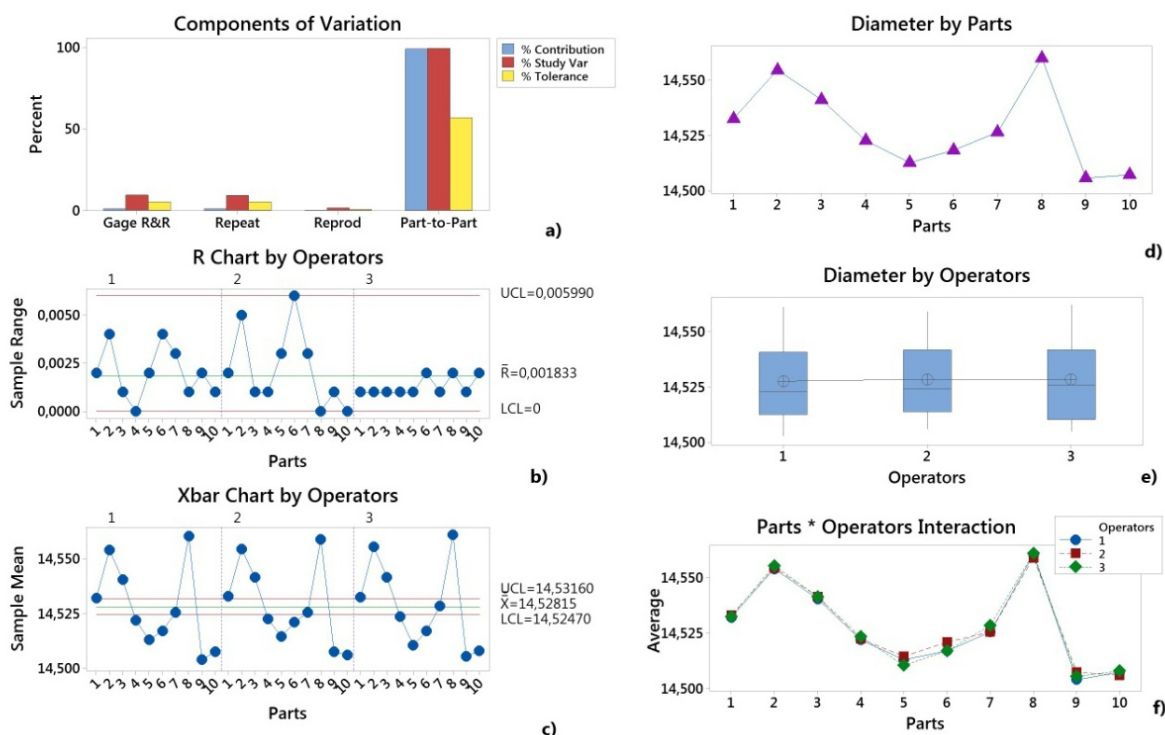 Components of Variation
100
50
0
Percent
% Contribution
% Study Var
% Tolerance
Gage R&R Repeat Reprod Part-to-Part
a)
R Chart by Operators
1 2 3
0,0050
0,0025
0,0000
Sample Range
UCL=0,005990
R̄=0,001833
LCL=0
1 2 3 4 5 6 7 8 9 10 1 2 3 4 5 6 7 8 9 10 1 2 3 4 5 6 7 8 9 10
Parts
b)
Xbar Chart by Operators
1 2 3
14,550
14,525
14,500
Sample Mean
UCL=14,53160
X̿=14,52815
LCL=14,52470
1 2 3 4 5 6 7 8 9 10 1 2 3 4 5 6 7 8 9 10 1 2 3 4 5 6 7 8 9 10
Parts
c)
Diameter by Parts
14,550
14,525
14,500
1 2 3 4 5 6 7 8 9 10
Parts
d)
Diameter by Operators
14,550
14,525
14,500
1 2 3
Operators
e)
Parts * Operators Interaction
Operators
1
2
3
14,550
14,525
14,500
Average
1 2 3 4 5 6 7 8 9 10
Parts
f)